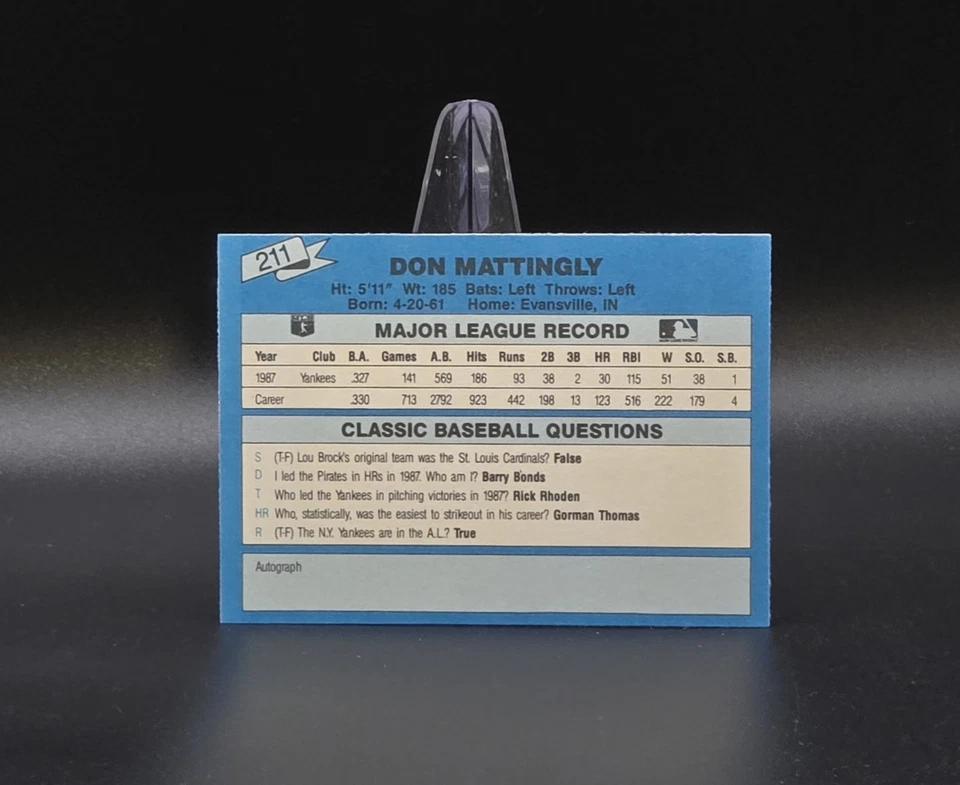 211
DON MATTINGLY
Ht: 5'11" Wt: 185 Bats: Left Throws: Left
Born: 4-20-61 Home: Evansville, IN
MAJOR LEAGUE RECORD
Year Club B.A. Games A.B. Hits Runs 2B 3B HR RBI W S.O. S.B.
1987 Yankees .327 141 569 186 93 38 2 30 115 51 38 1
Career .330 713 2792 923 442 198 13 123 516 222 179 4
CLASSIC BASEBALL QUESTIONS
S (T-F) Lou Brock's original team was the St. Louis Cardinals? False
D I led the Pirates in HRs in 1987. Who am I? Barry Bonds
T Who led the Yankees in pitching victories in 1987? Rick Rhoden
HR Who, statistically, was the easiest to strikeout in his career? Gorman Thomas
R (T-F) The N.Y. Yankees are in the A.L.? True
Autograph